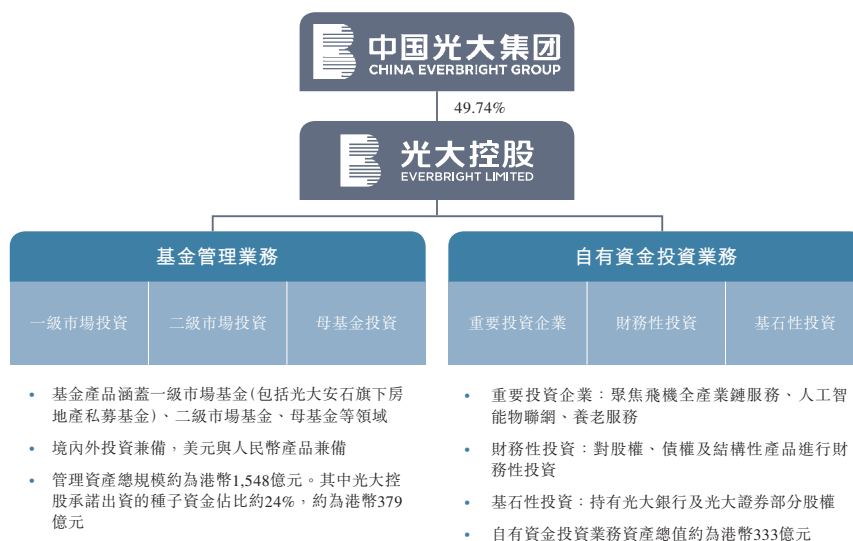 中国光大集团
CHINA EVERBRIGHT GROUP
49.74%
光大控股
EVERBRIGHT LIMITED
基金管理業務
一級市場投資
二級市場投資
母基金投資
• 基金產品涵蓋一級市場基金(包括光大安石旗下房
地產私募基金)、二級市場基金、母基金等領域
• 境內外投資兼備，美元與人民幣產品兼備
• 管理資產總規模約為港幣1,548億元。其中光大控
股承諾出資的種子資金佔比約24%，約為港幣379
億元
自有資金投資業務
重要投資企業
財務性投資
基石性投資
• 重要投資企業：聚焦飛機全產業鏈服務、人工智
能物聯網、養老服務
• 財務性投資：對股權、債權及結構性產品進行財
務性投資
• 基石性投資：持有光大銀行及光大證券部分股權
• 自有資金投資業務資產總值約為港幣333億元